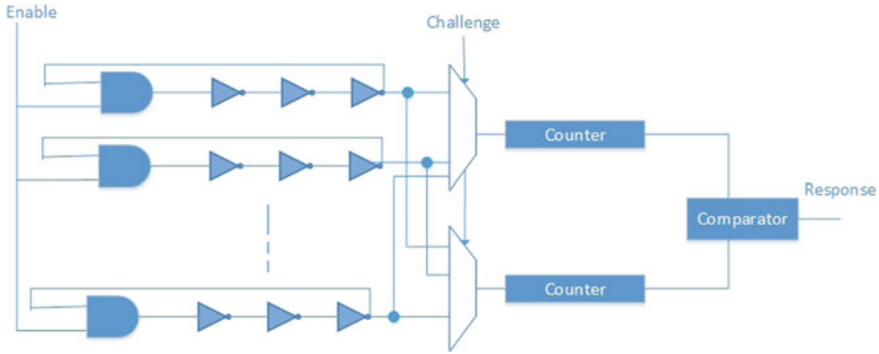 Enable
Challenge
Counter
Response
Comparator
Counter